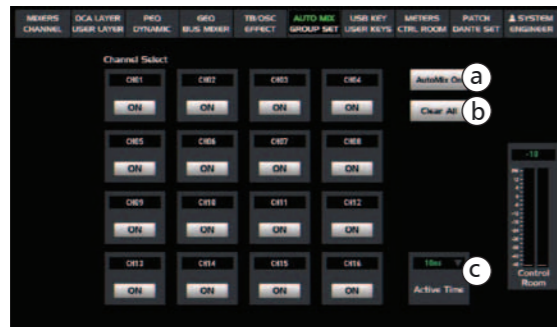 MIXERS DCA LAYER PEQ GEQ TB/OSC AUTO MIX USB KEY METERS PATCH SYSTEM
CHANNEL USER LAYER DYNAMIC BUS MIXER EFFECT GROUP SET USER KEYS CTRL ROOM DANTE SET ENGINEER
Channel Select
CH01 CH02 CH03 CH04 AutoMix On a
ON ON ON ON Clear All b
CH05 CH06 CH07 CH08
ON ON ON ON
-10
CH09 CH10 CH11 CH12
ON ON ON ON
CH13 CH14 CH15 CH16 10ms c
ON ON ON ON Active Time
Control
Room